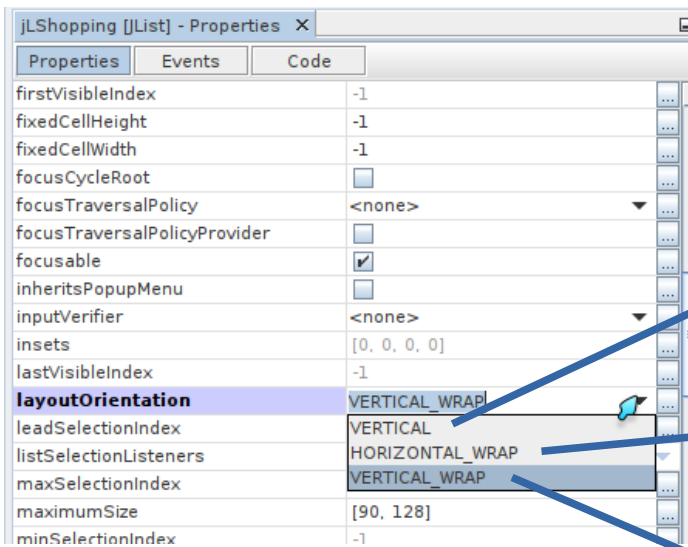 jLShopping [JList] - Properties
Properties Events Code
firstVisibleIndex -1 ...
fixedCellHeight -1 ...
fixedCellWidth -1 ...
focusCycleRoot ...
focusTraversalPolicy <none> ...
focusTraversalPolicyProvider ...
focusable ...
inheritsPopupMenu ...
inputVerifier <none> ...
insets [0, 0, 0, 0] ...
lastVisibleIndex -1 ...
layoutOrientation VERTICAL_WRAP ...
leadSelectionIndex VERTICAL ...
listSelectionListeners HORIZONTAL_WRAP
maxSelectionIndex VERTICAL_WRAP ...
maximumSize [90, 128] ...
minSelectionIndex -1